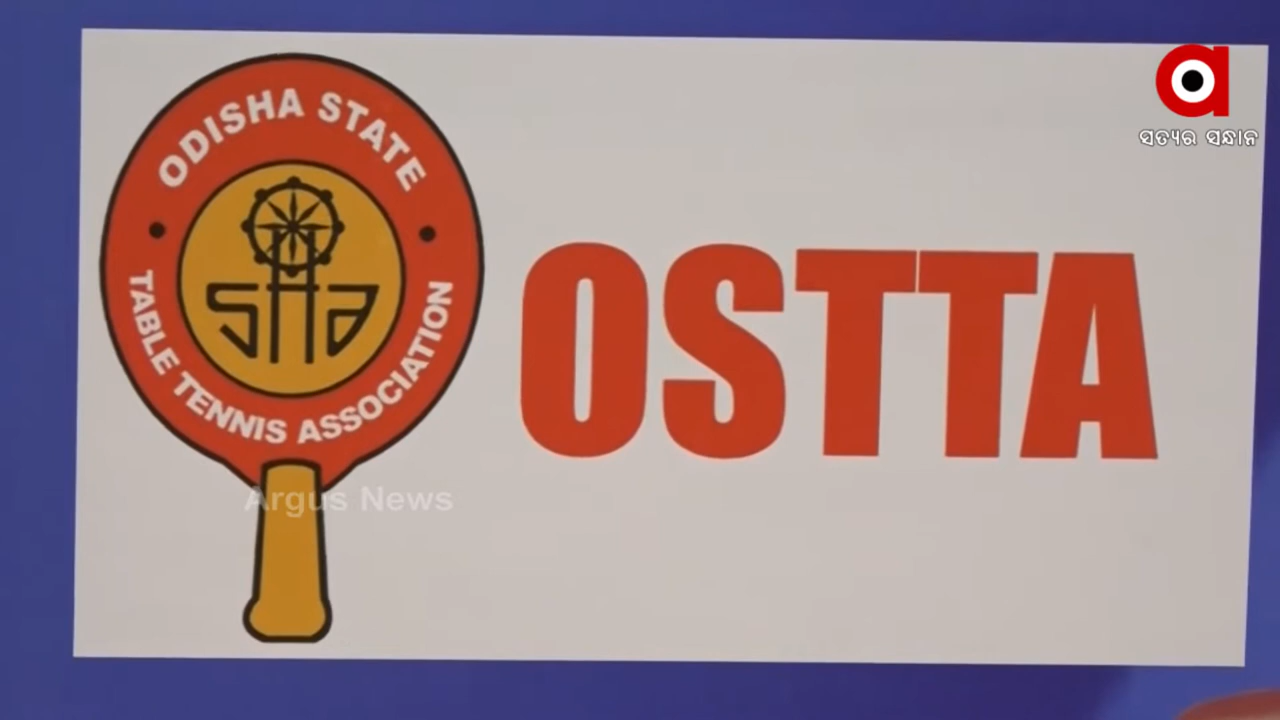 ODISHA STATE
TABLE TENNIS ASSOCIATION
OSTTA
ସତ୍ୟର ସନ୍ଧାନ
Argus News